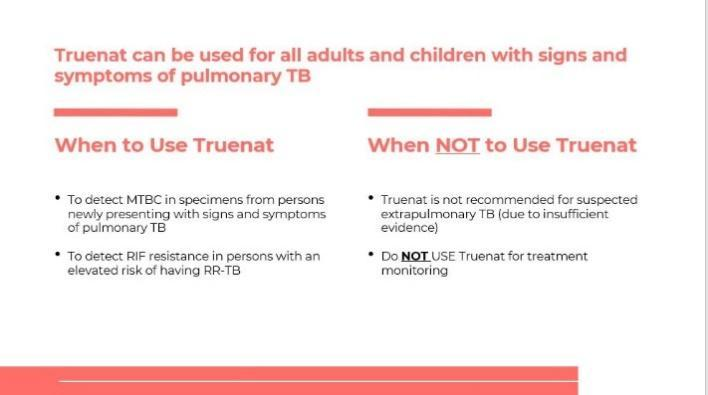 Truenat can be used for all adults and children with signs and
symptoms of pulmonary TB
When to Use Truenat
• To detect MTBC in specimens from persons
newly presenting with signs and symptoms
of pulmonary TB
• To detect RIF resistance in persons with an
elevated risk of having RR-TB
When NOT to Use Truenat
• Truenat is not recommended for suspected
extrapulmonary TB (due to insufficient
evidence)
• Do NOT USE Truenat for treatment
monitoring